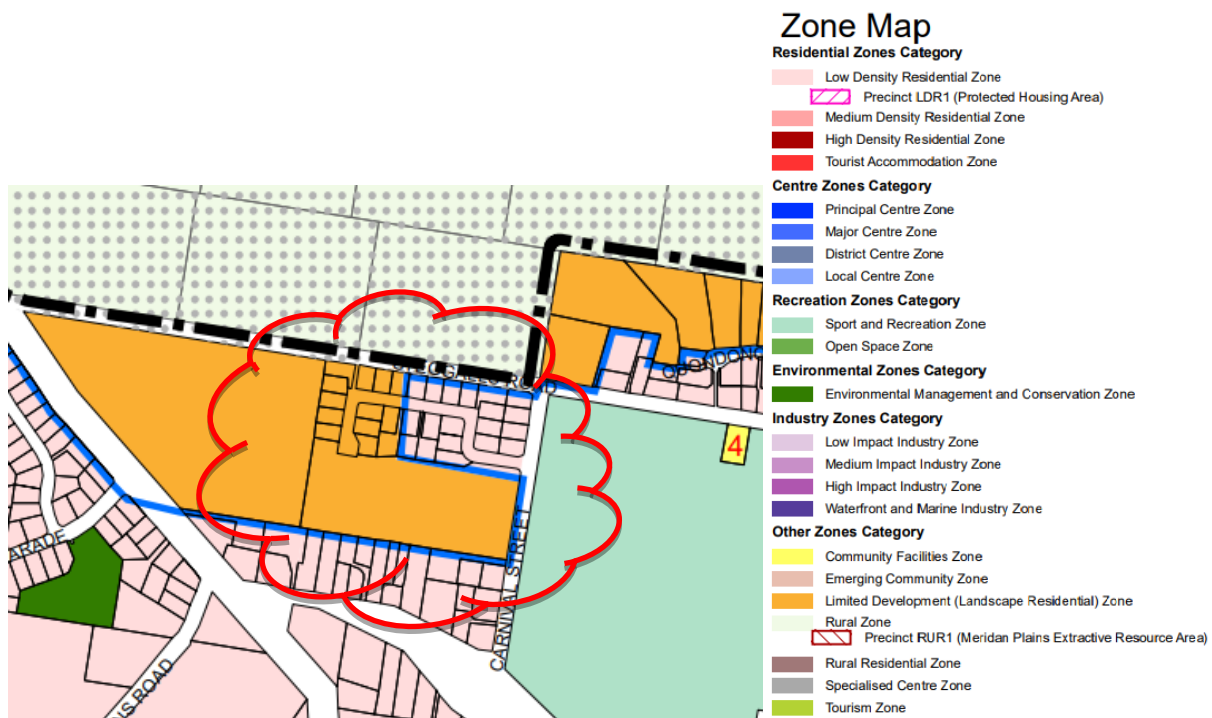 Zone Map
Residential Zones Category
Low Density Residential Zone
Precinct LDR1 (Protected Housing Area)
Medium Density Residential Zone
High Density Residential Zone
Tourist Accommodation Zone
Centre Zones Category
Principal Centre Zone
Major Centre Zone
District Centre Zone
Local Centre Zone
Recreation Zones Category
Sport and Recreation Zone
Open Space Zone
Environmental Zones Category
Environmental Management and Conservation Zone
Industry Zones Category
Low Impact Industry Zone
Medium Impact Industry Zone
High Impact Industry Zone
Waterfront and Marine Industry Zone
Other Zones Category
Community Facilities Zone
Emerging Community Zone
Limited Development (Landscape Residential) Zone
Rural Zone
Precinct RUR1 (Meridan Plains Extractive Resource Area)
Rural Residential Zone
Specialised Centre Zone
Tourism Zone
ROAD
4
ARADE
CARNIVAL STREET
NIS ROAD